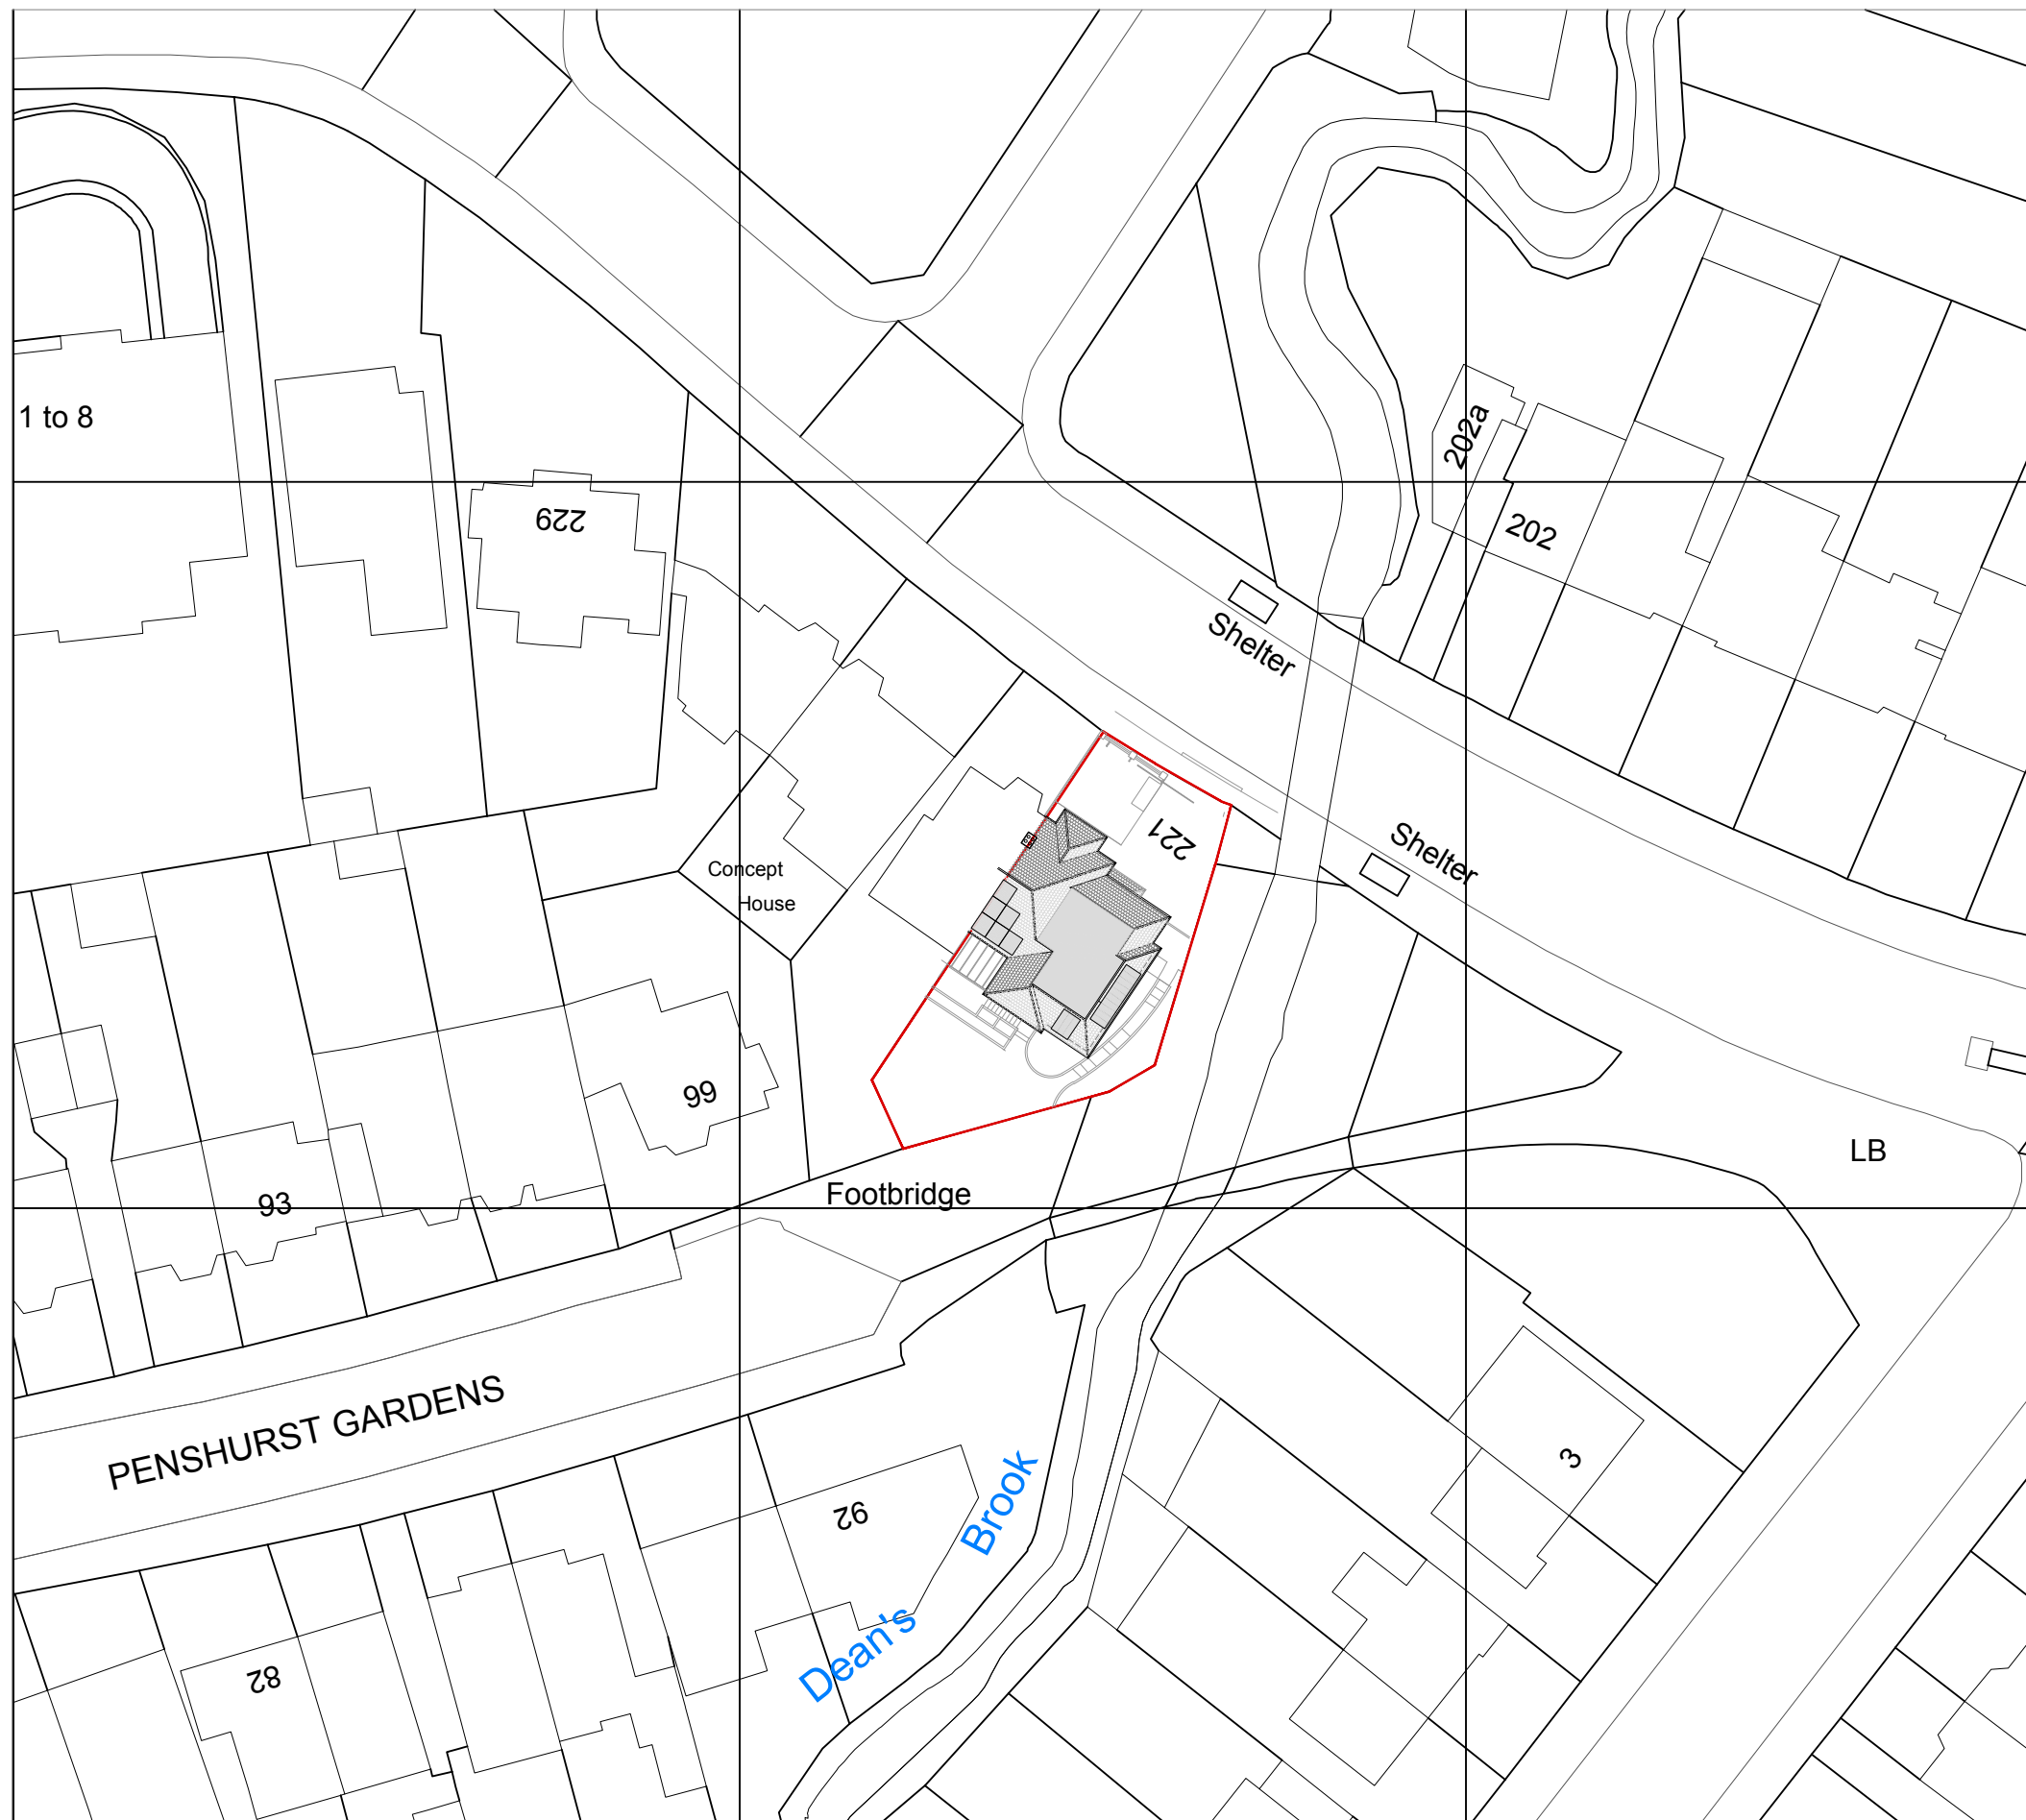 1 to 8
229
202a
202
Shelter
221
Shelter
Concept
House
99
93
Footbridge
LB
PENSHURST GARDENS
92
82
Dean's
Brook
3